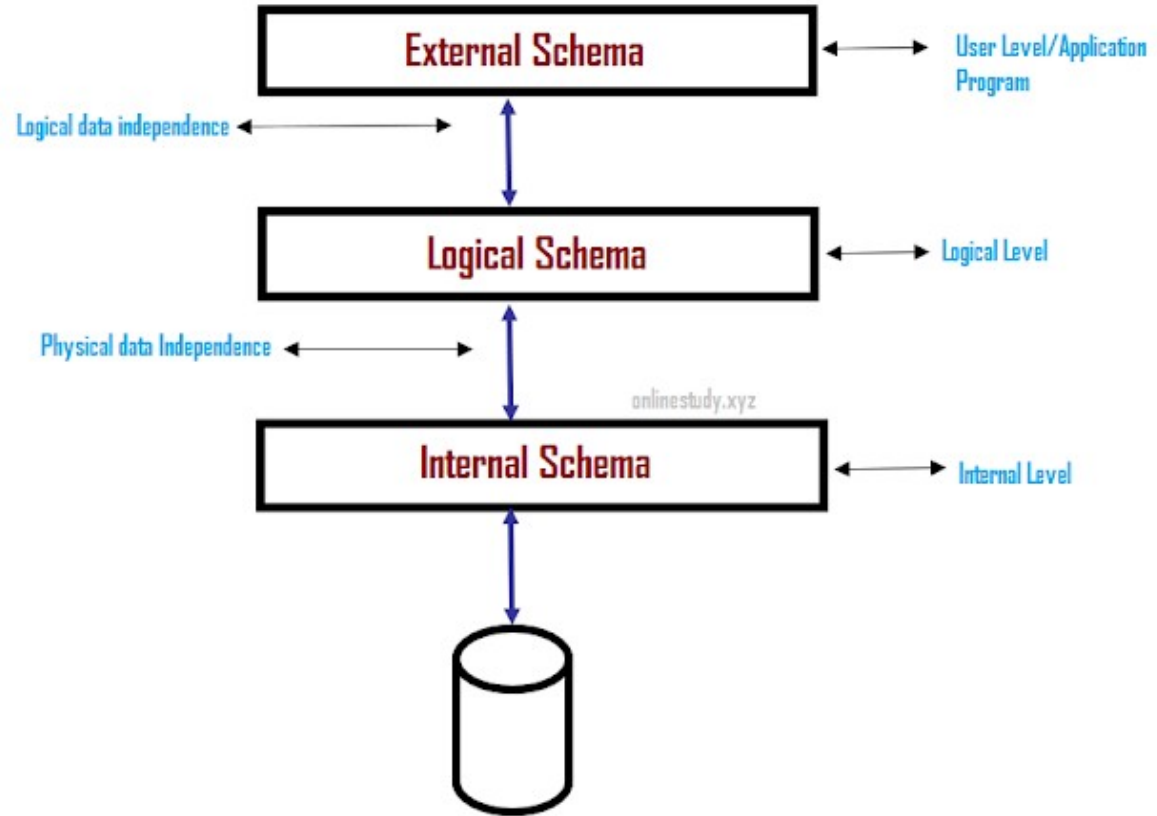 External Schema
User Level/Application
Program
Logical data independence
Logical Schema
Logical Level
Physical data Independence
onlinestudy.xyz
Internal Schema
Internal Level